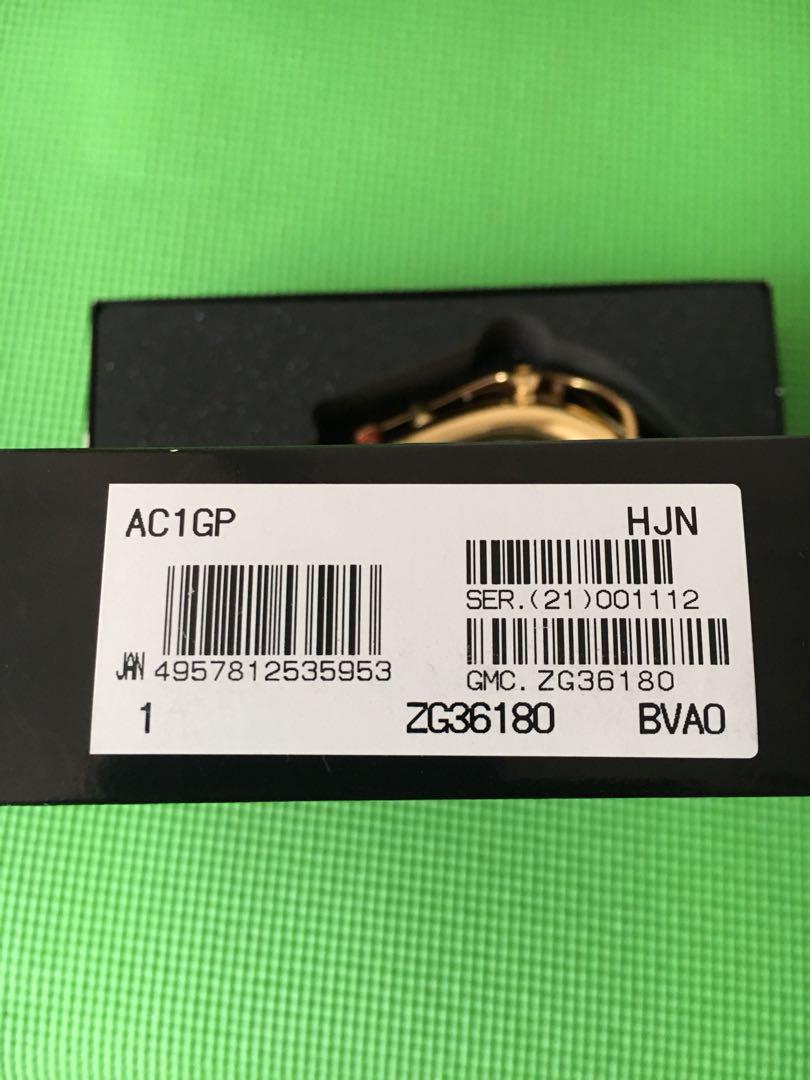 AC1GP HJN
SER.(21)001112
JAN 4957812535953
GMC. ZG36180
1 ZG36180 BVA0